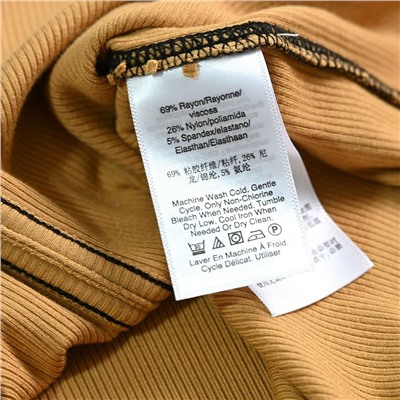 69% Rayon/Rayonne/
viscosa
26% Nylon/poliamida
5% Spandex/elastano/
Elasthan/Elasthaan
69% 粘胶纤维/粘纤,26% 尼
龙/锦纶,5% 氨纶
Machine Wash Cold, Gentle
Cycle, Only Non-Chlorine
Bleach When Needed, Tumble
Dry Low, Cool Iron When
Needed Or Dry Clean.
Laver En Machine À Froid
Cycle Délicat. Utiliser